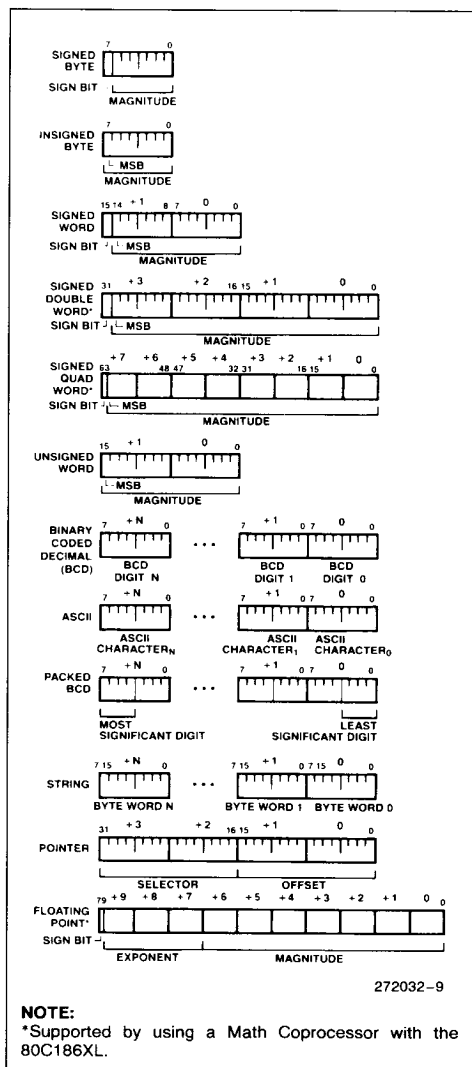 7 0
SIGNED
BYTE
SIGN BIT
MAGNITUDE
7 0
INSIGNED
BYTE
MSB
MAGNITUDE
15 14 +1 8 7 0 0
SIGNED
WORD
SIGN BIT MSB
MAGNITUDE
31 +3 +2 16 15 +1 0 0
SIGNED
DOUBLE
WORD*
SIGN BIT MSB
MAGNITUDE
+7 +6 +5 +4 +3 +2 +1 0
63 48 47 32 31 16 15 0
SIGNED
QUAD
WORD*
SIGN BIT MSB
MAGNITUDE
15 +1 0 0
UNSIGNED
WORD
MSB
MAGNITUDE
7 +N 0 ... 7 +1 0 7 0 0
BINARY
CODED
DECIMAL
(BCD)
BCD BCD BCD
DIGIT N DIGIT 1 DIGIT 0
7 +N 0 ... 7 +1 0 7 0 0
ASCII
ASCII ASCII ASCII
CHARACTERN CHARACTER1 CHARACTER0
7 +N 0 ... 7 +1 0 7 0 0
PACKED
BCD
MOST LEAST
SIGNIFICANT DIGIT SIGNIFICANT DIGIT
7 15 +N 0 ... 7 15 +1 0 7 15 0 0
STRING
BYTE WORD N BYTE WORD 1 BYTE WORD 0
31 +3 +2 16 15 +1 0 0
POINTER
SELECTOR OFFSET
79 +9 +8 +7 +6 +5 +4 +3 +2 +1 0 0
FLOATING
POINT*
SIGN BIT
EXPONENT MAGNITUDE
272032-9
NOTE:
*Supported by using a Math Coprocessor with the
80C186XL.